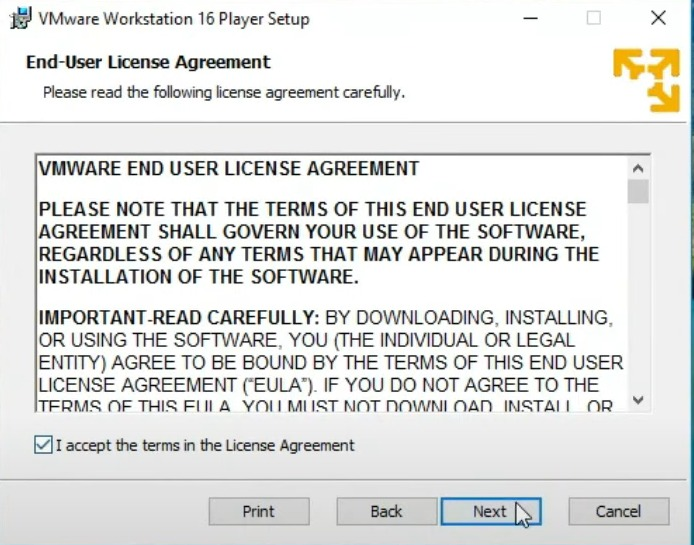 VMware Workstation 16 Player Setup
End-User License Agreement
Please read the following license agreement carefully.
VMWARE END USER LICENSE AGREEMENT
PLEASE NOTE THAT THE TERMS OF THIS END USER LICENSE
AGREEMENT SHALL GOVERN YOUR USE OF THE SOFTWARE,
REGARDLESS OF ANY TERMS THAT MAY APPEAR DURING THE
INSTALLATION OF THE SOFTWARE.
IMPORTANT-READ CAREFULLY: BY DOWNLOADING, INSTALLING,
OR USING THE SOFTWARE, YOU (THE INDIVIDUAL OR LEGAL
ENTITY) AGREE TO BE BOUND BY THE TERMS OF THIS END USER
LICENSE AGREEMENT (“EULA”). IF YOU DO NOT AGREE TO THE
TERMS OF THIS EULA, YOU MUST NOT DOWNLOAD, INSTALL, OR
I accept the terms in the License Agreement
Print Back Next Cancel